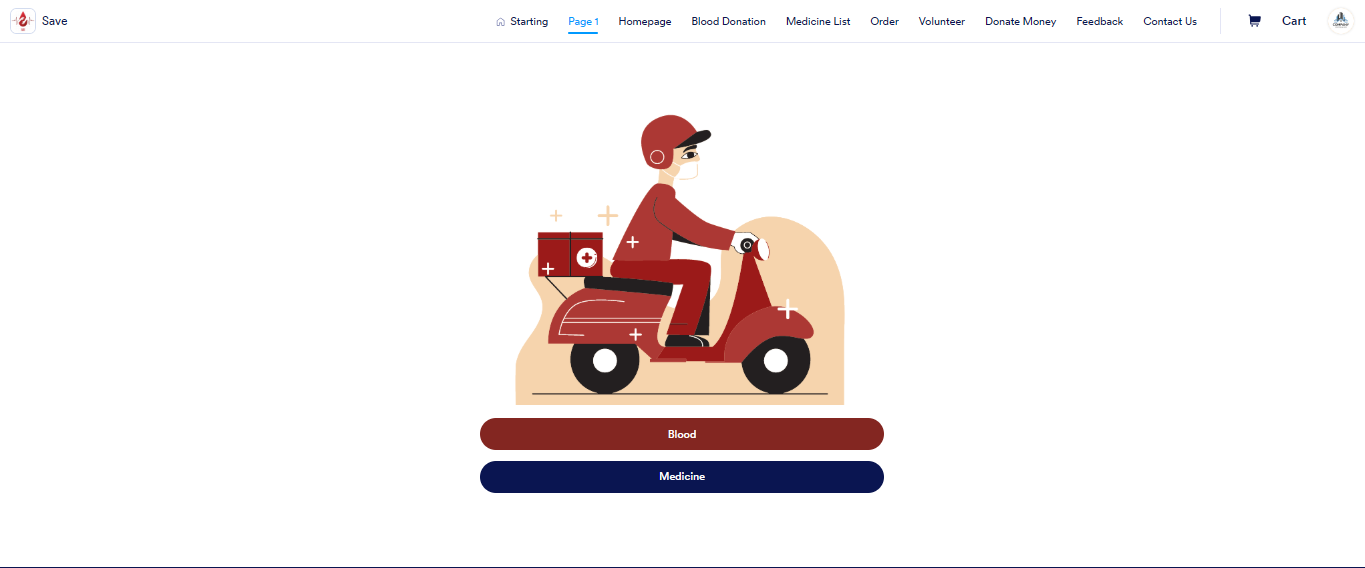 Save
Starting Page 1 Homepage Blood Donation Medicine List Order Volunteer Donate Money Feedback Contact Us Cart
Blood
Medicine